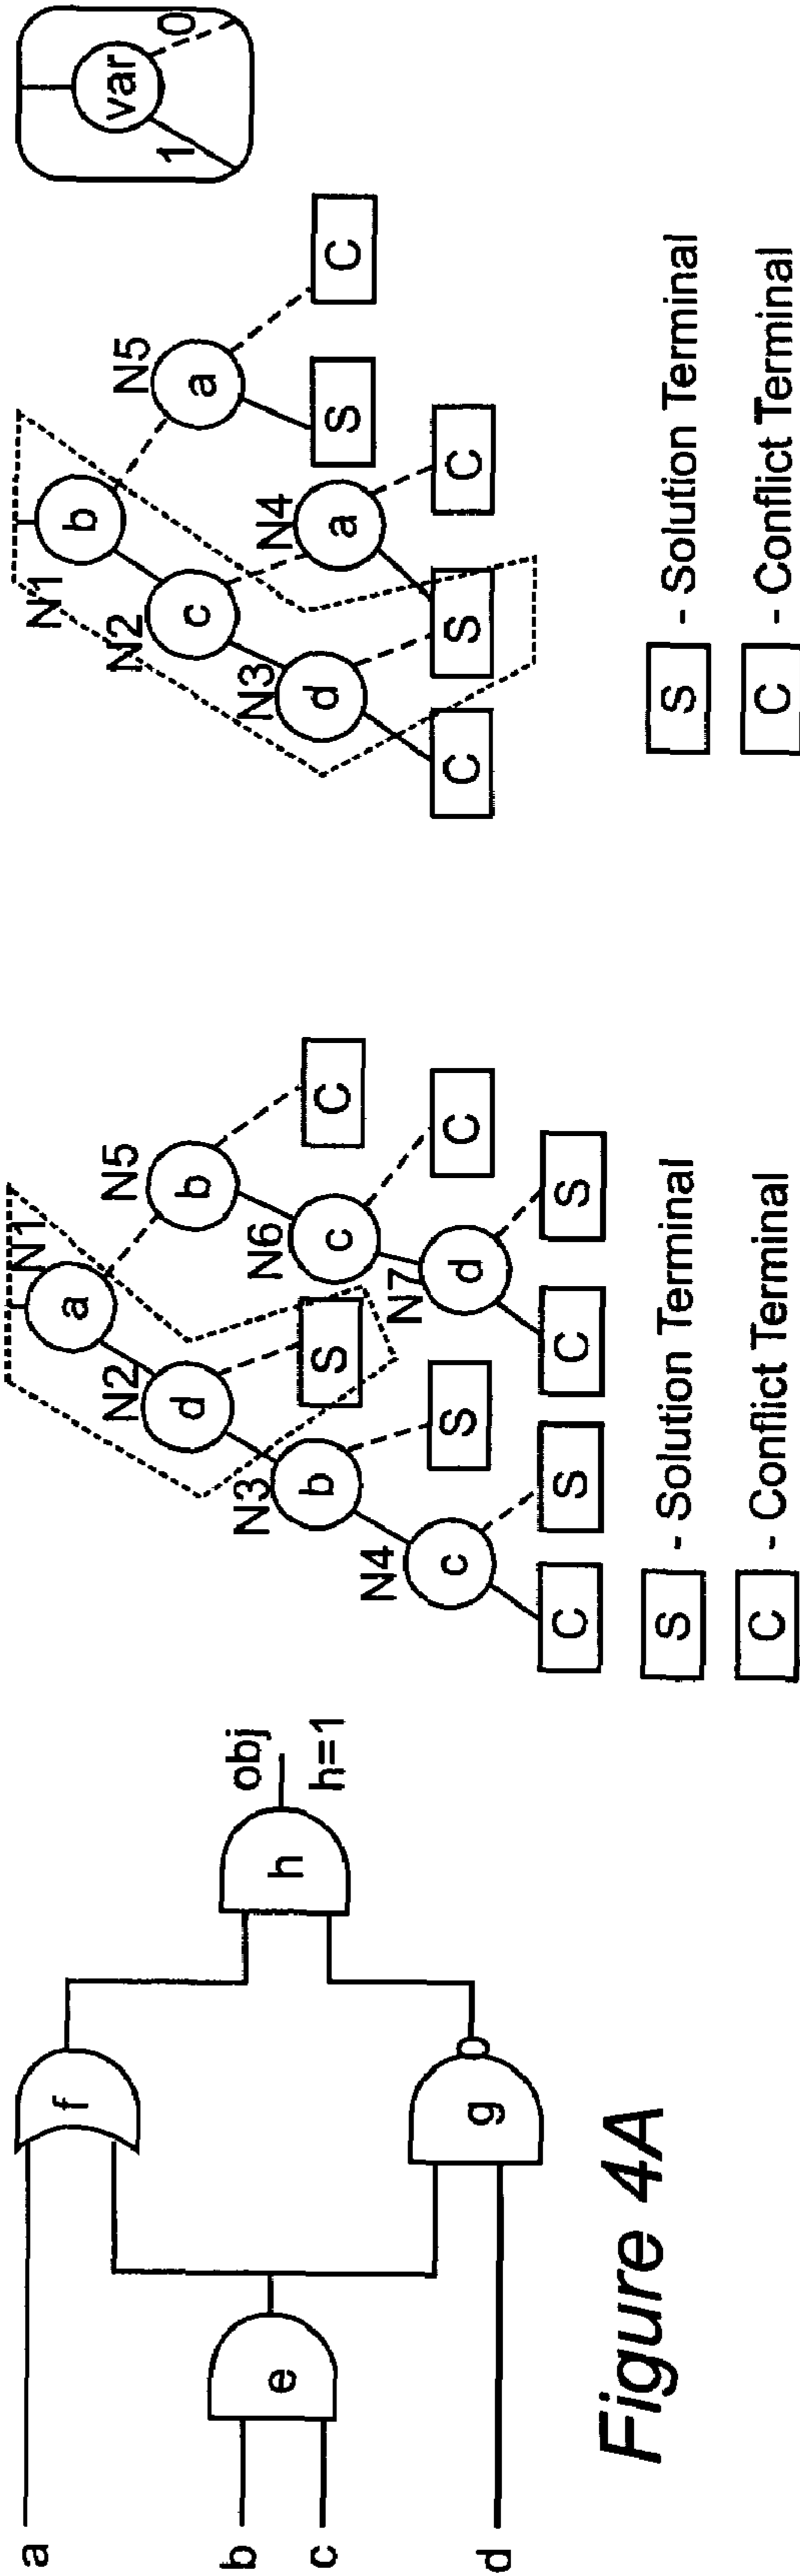 a
b
c
d
e
f
g
h
obj
h=1
Figure 4A
N1
a
N2
d
N3
b
N4
c
N5
b
N6
c
N7
d
S
S
S
C
C
C
C
S
S - Solution Terminal
C - Conflict Terminal
N1
b
N2
c
N3
d
N4
a
N5
a
C
S
C
S
C
S - Solution Terminal
C - Conflict Terminal
var
1
0